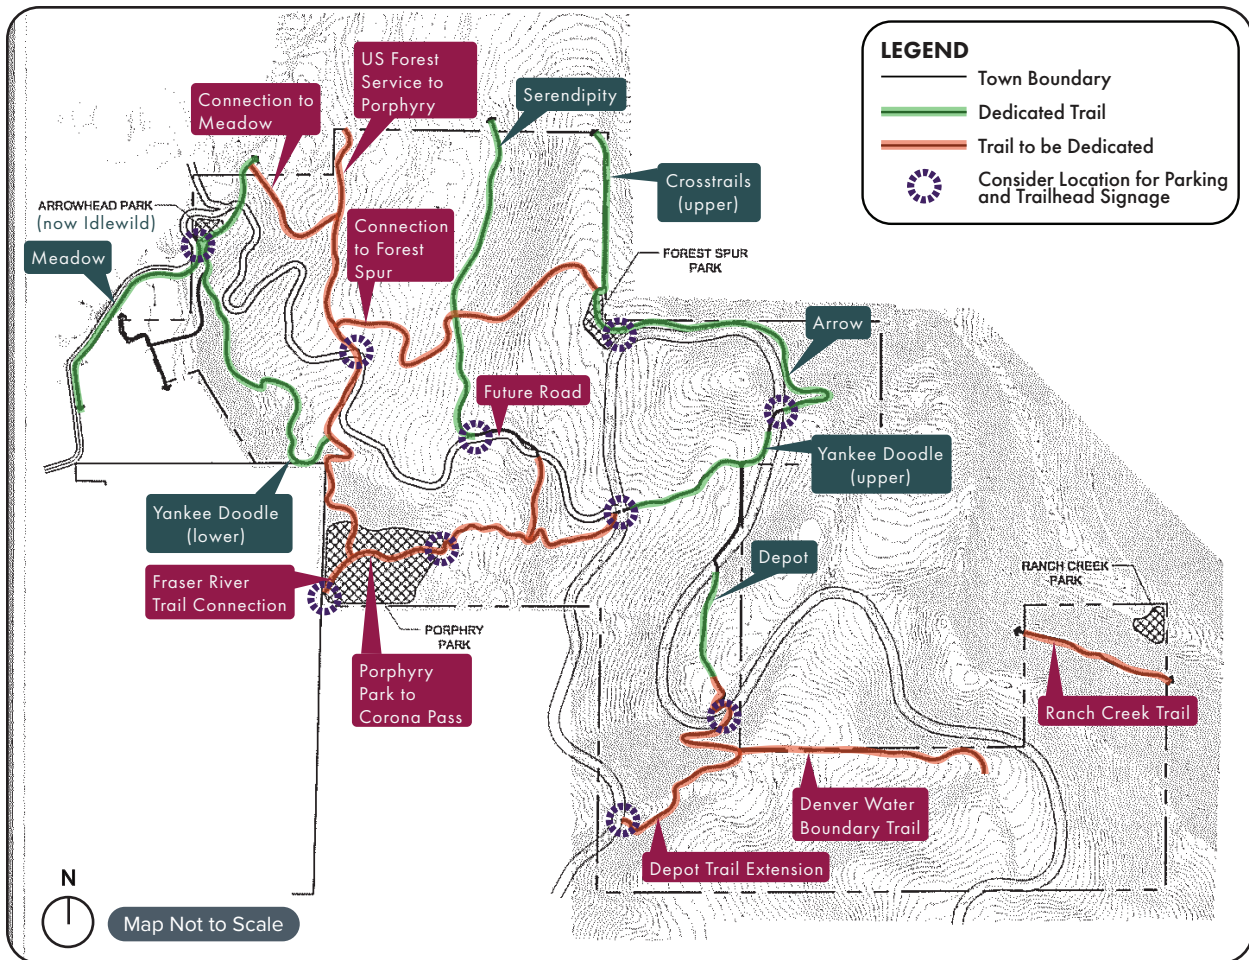 LEGEND
Town Boundary
Dedicated Trail
Trail to be Dedicated
Consider Location for Parking
and Trailhead Signage
US Forest
Service to
Porphyry
Connection to
Meadow
Serendipity
Crosstrails
(upper)
ARROWHEAD PARK
(now Idlewild)
Meadow
Connection
to Forest
Spur
FOREST SPUR
PARK
Arrow
Future Road
Yankee Doodle
(upper)
Yankee Doodle
(lower)
Depot
Fraser River
Trail Connection
RANCH CREEK
PARK
PORPHRY
PARK
Porphyry
Park to
Corona Pass
Ranch Creek Trail
Denver Water
Boundary Trail
Depot Trail Extension
N
Map Not to Scale